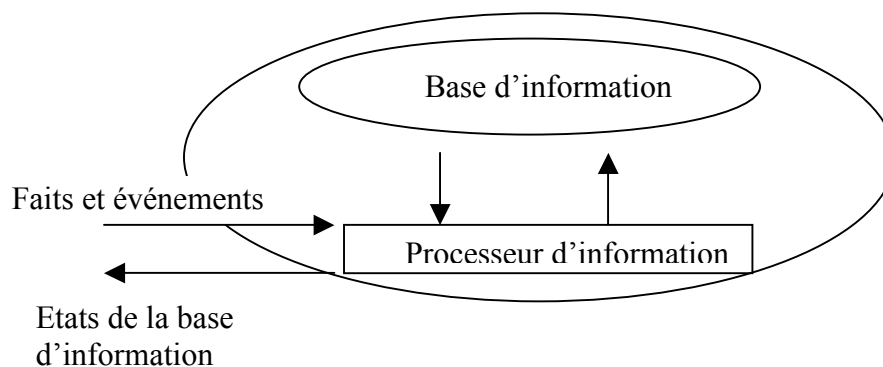 Base d’information
Faits et événements
Processeur d’information
Etats de la base
d’information